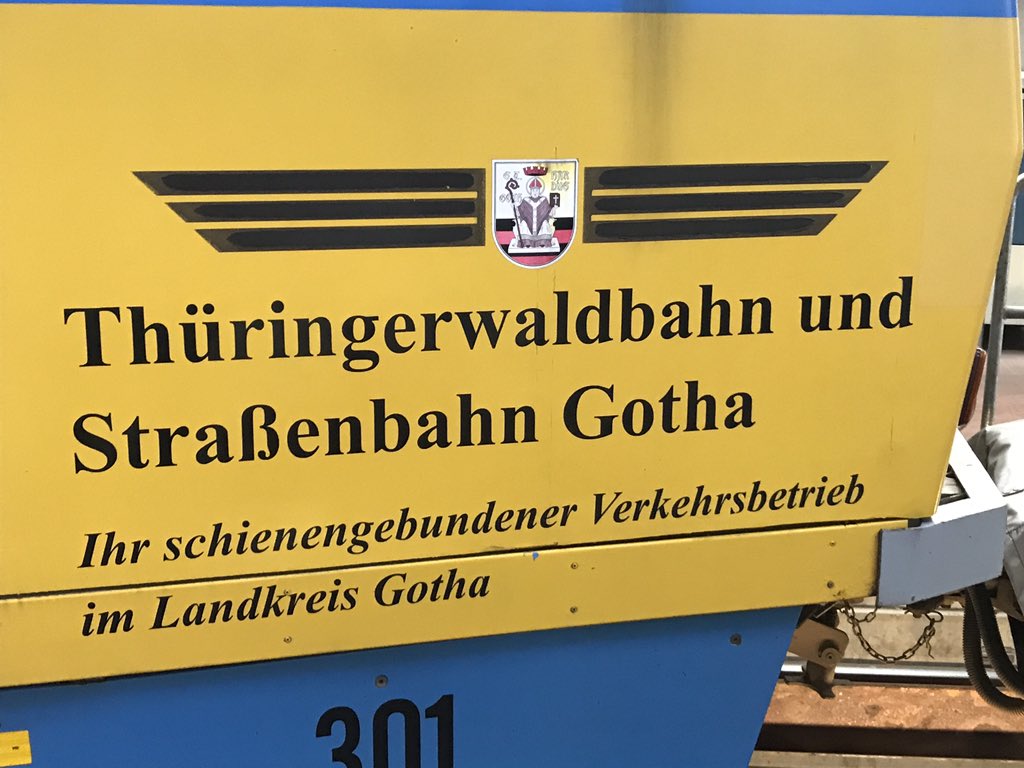 Thüringerwaldbahn und
Straßenbahn Gotha
Ihr schienengebundener Verkehrsbetrieb
im Landkreis Gotha
301